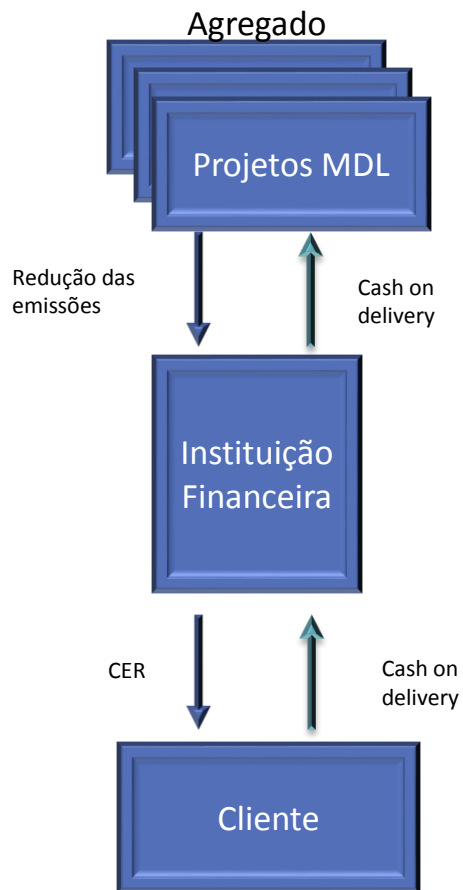 Agregado
Projetos MDL
Redução das
emissões
Cash on
delivery
Instituição
Financeira
CER
Cash on
delivery
Cliente